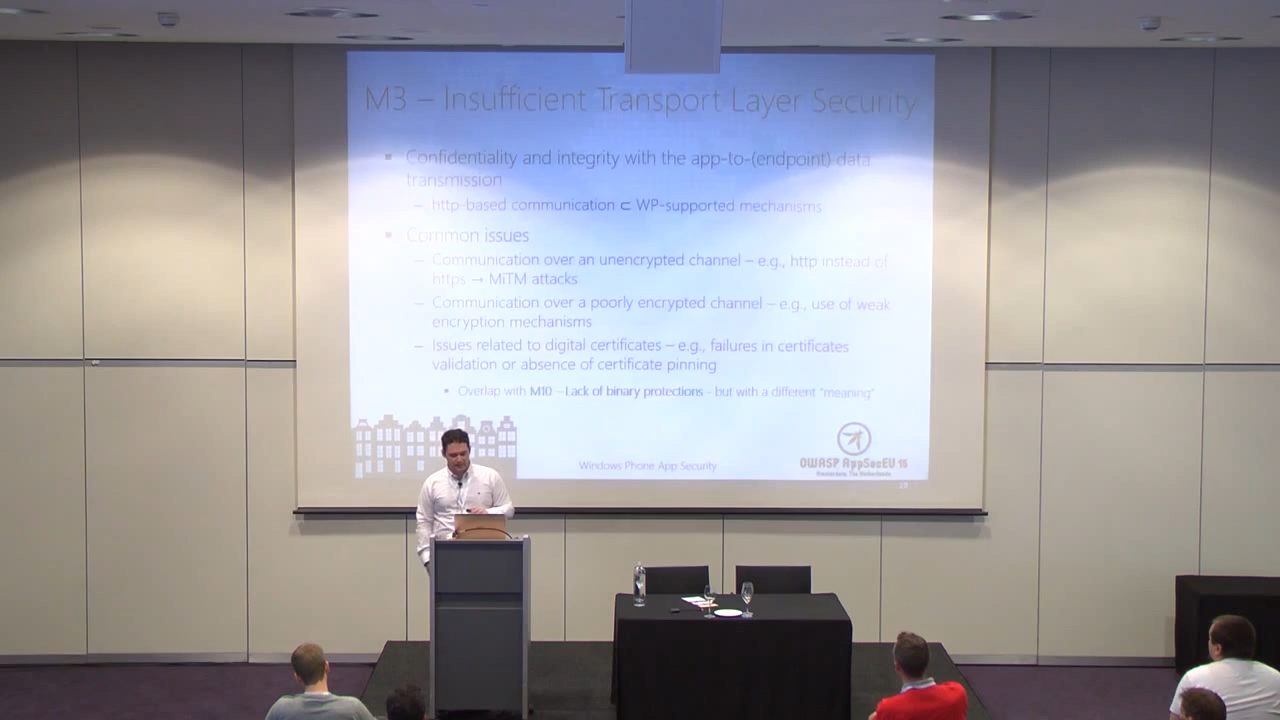 M3 – Insufficient Transport Layer Security
▪ Confidentiality and integrity with the app-to-(endpoint) data
transmission
– http-based communication ⊂ WP-supported mechanisms
▪ Common issues
– Communication over an unencrypted channel – e.g., http instead of
https → MiTM attacks
– Communication over a poorly encrypted channel – e.g., use of weak
encryption mechanisms
– Issues related to digital certificates – e.g., failures in certificates
validation or absence of certificate pinning
▪ Overlap with M10 – Lack of binary protections - but with a different "meaning"
Windows Phone App Security
OWASP AppSecEU 15
Amsterdam, The Netherlands